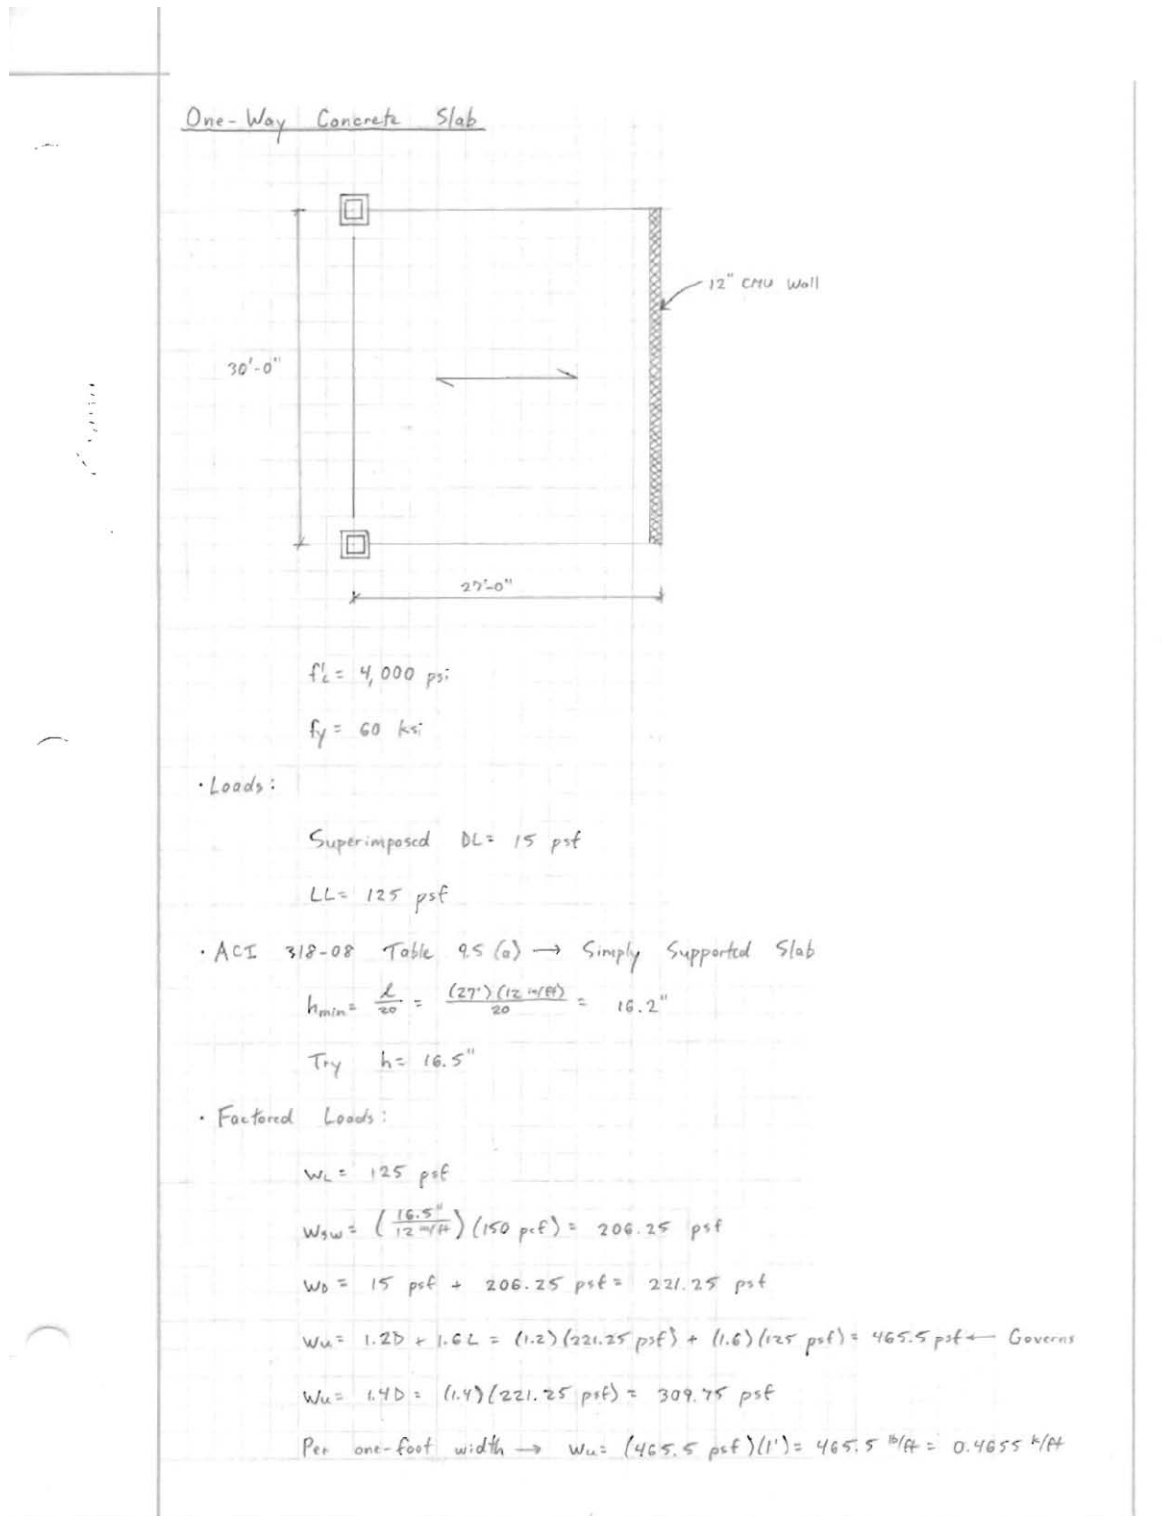 One-Way Concrete Slab
12" CMU Wall
30'-0"
27'-0"
f'c = 4,000 psi
fy = 60 ksi
• Loads:
Superimposed DL = 15 psf
LL = 125 psf
• ACI 318-08 Table 9.5 (a) → Simply Supported Slab
hmin = l/20 = (27')(12 in/ft)/20 = 16.2"
Try h = 16.5"
• Factored Loads:
WL = 125 psf
Wsw = (16.5"/12 in/ft)(150 pcf) = 206.25 psf
WD = 15 psf + 206.25 psf = 221.25 psf
Wu = 1.2D + 1.6L = (1.2)(221.25 psf) + (1.6)(125 psf) = 465.5 psf ← Governs
Wu = 1.4D = (1.4)(221.25 psf) = 309.75 psf
Per one-foot width → Wu = (465.5 psf)(1') = 465.5 lb/ft = 0.4655 k/ft